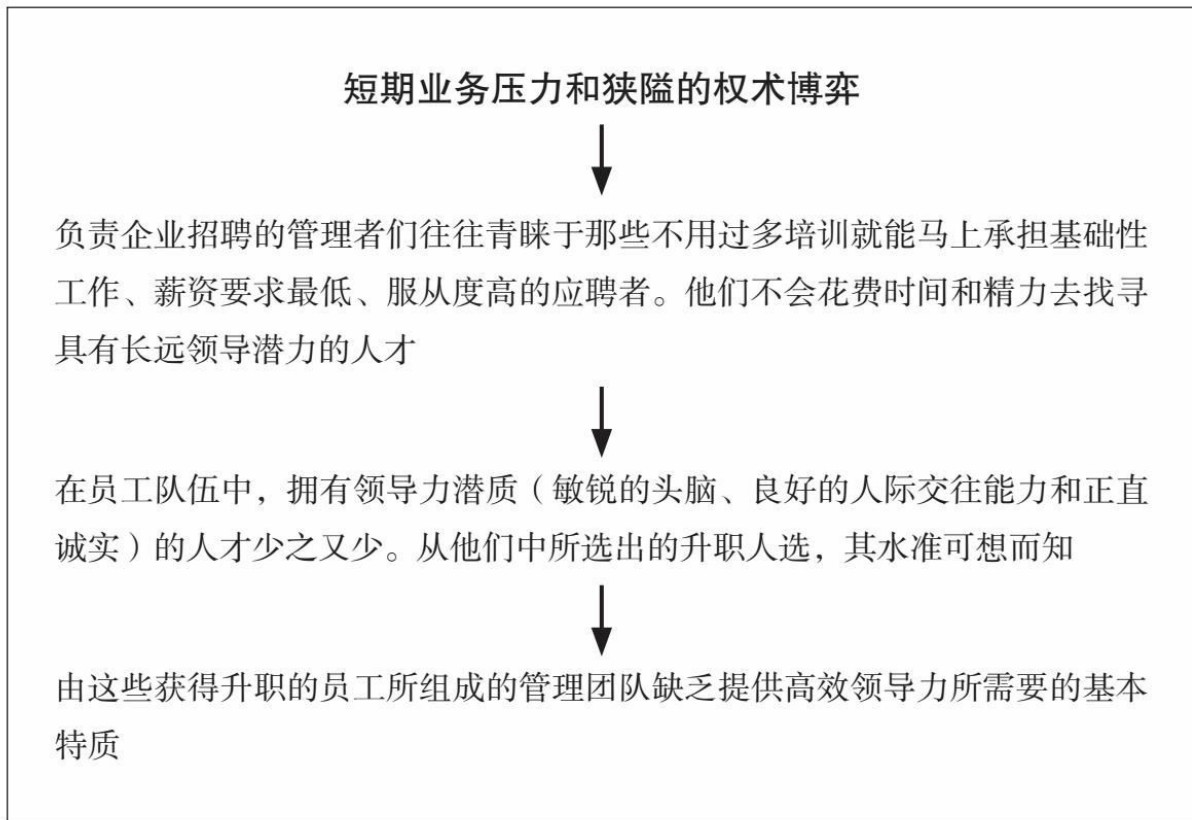 短期业务压力和狭隘的权术博弈
负责企业招聘的管理者们往往青睐于那些不用过多培训就能马上承担基础性
工作、薪资要求最低、服从度高的应聘者。他们不会花费时间和精力去找寻
具有长远领导潜力的人才
在员工队伍中，拥有领导力潜质（敏锐的头脑、良好的人际交往能力和正直
诚实）的人才少之又少。从他们中所选出的升职人选，其水准可想而知
由这些获得升职的员工所组成的管理团队缺乏提供高效领导力所需要的基本
特质